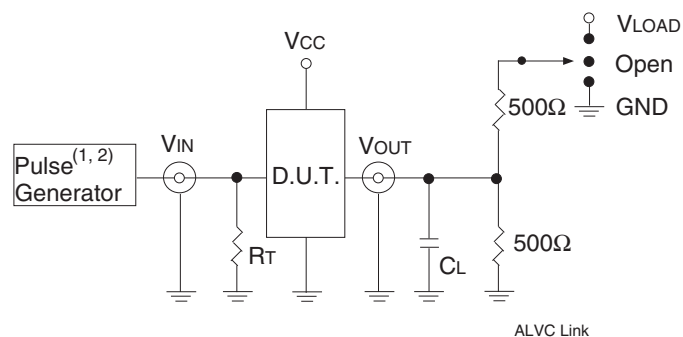 VLOAD
VCC
Open
500Ω
GND
VIN
VOUT
Pulse(1, 2)
Generator
D.U.T.
RT
CL
500Ω
ALVC Link